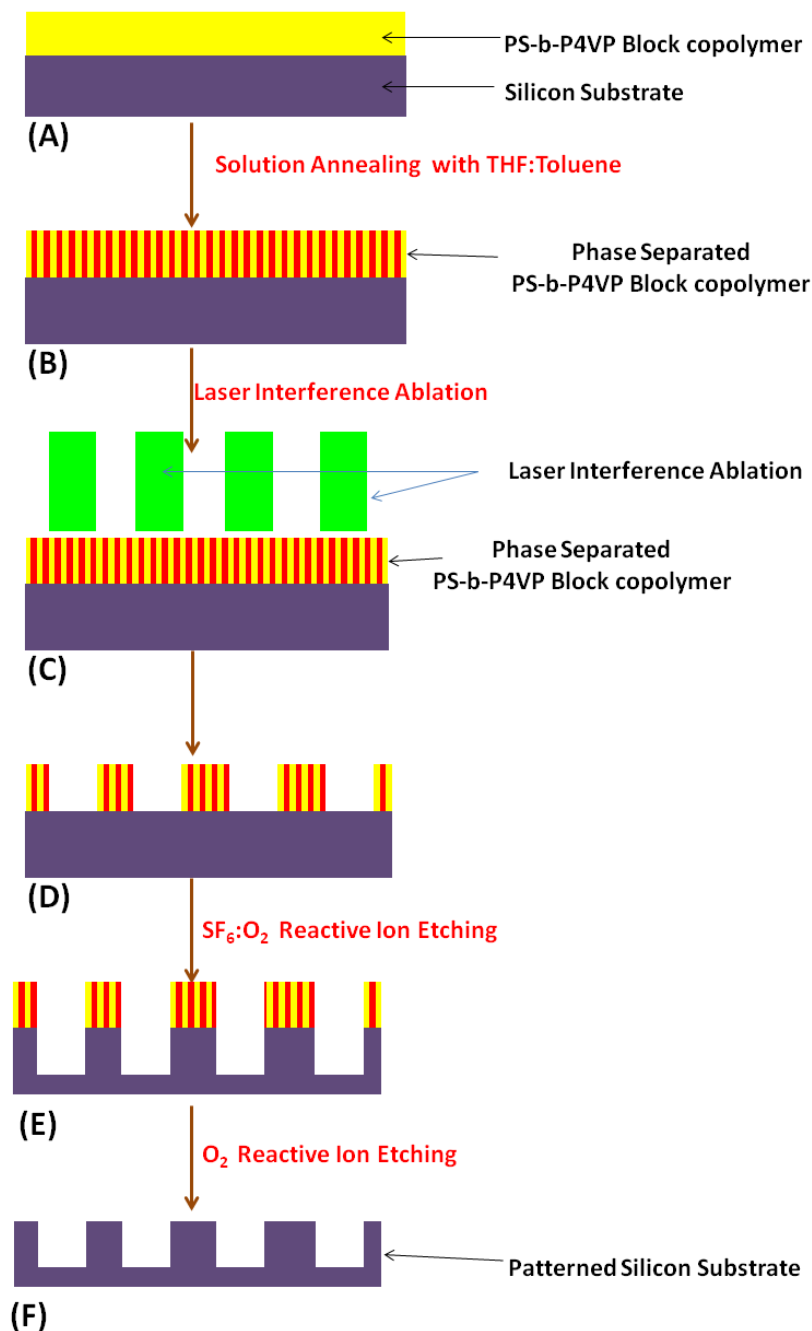 PS-b-P4VP Block copolymer
Silicon Substrate
(A)
Solution Annealing with THF:Toluene
Phase Separated
PS-b-P4VP Block copolymer
(B)
Laser Interference Ablation
Laser Interference Ablation
Phase Separated
PS-b-P4VP Block copolymer
(C)
(D)
SF₆:O₂ Reactive Ion Etching
(E)
O₂ Reactive Ion Etching
Patterned Silicon Substrate
(F)